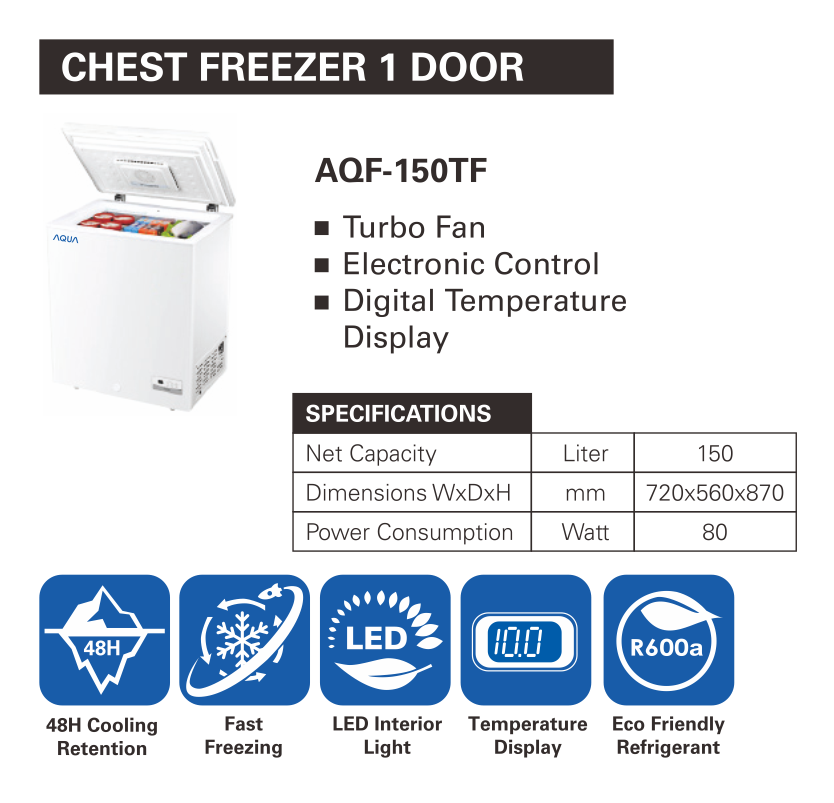 CHEST FREEZER 1 DOOR
AQUA
AQF-150TF
■ Turbo Fan
■ Electronic Control
■ Digital Temperature
Display
SPECIFICATIONS
Net Capacity Liter 150
Dimensions WxDxH mm 720x560x870
Power Consumption Watt 80
48H
LED
10.0
R600a
48H Cooling
Retention
Fast
Freezing
LED Interior
Light
Temperature
Display
Eco Friendly
Refrigerant